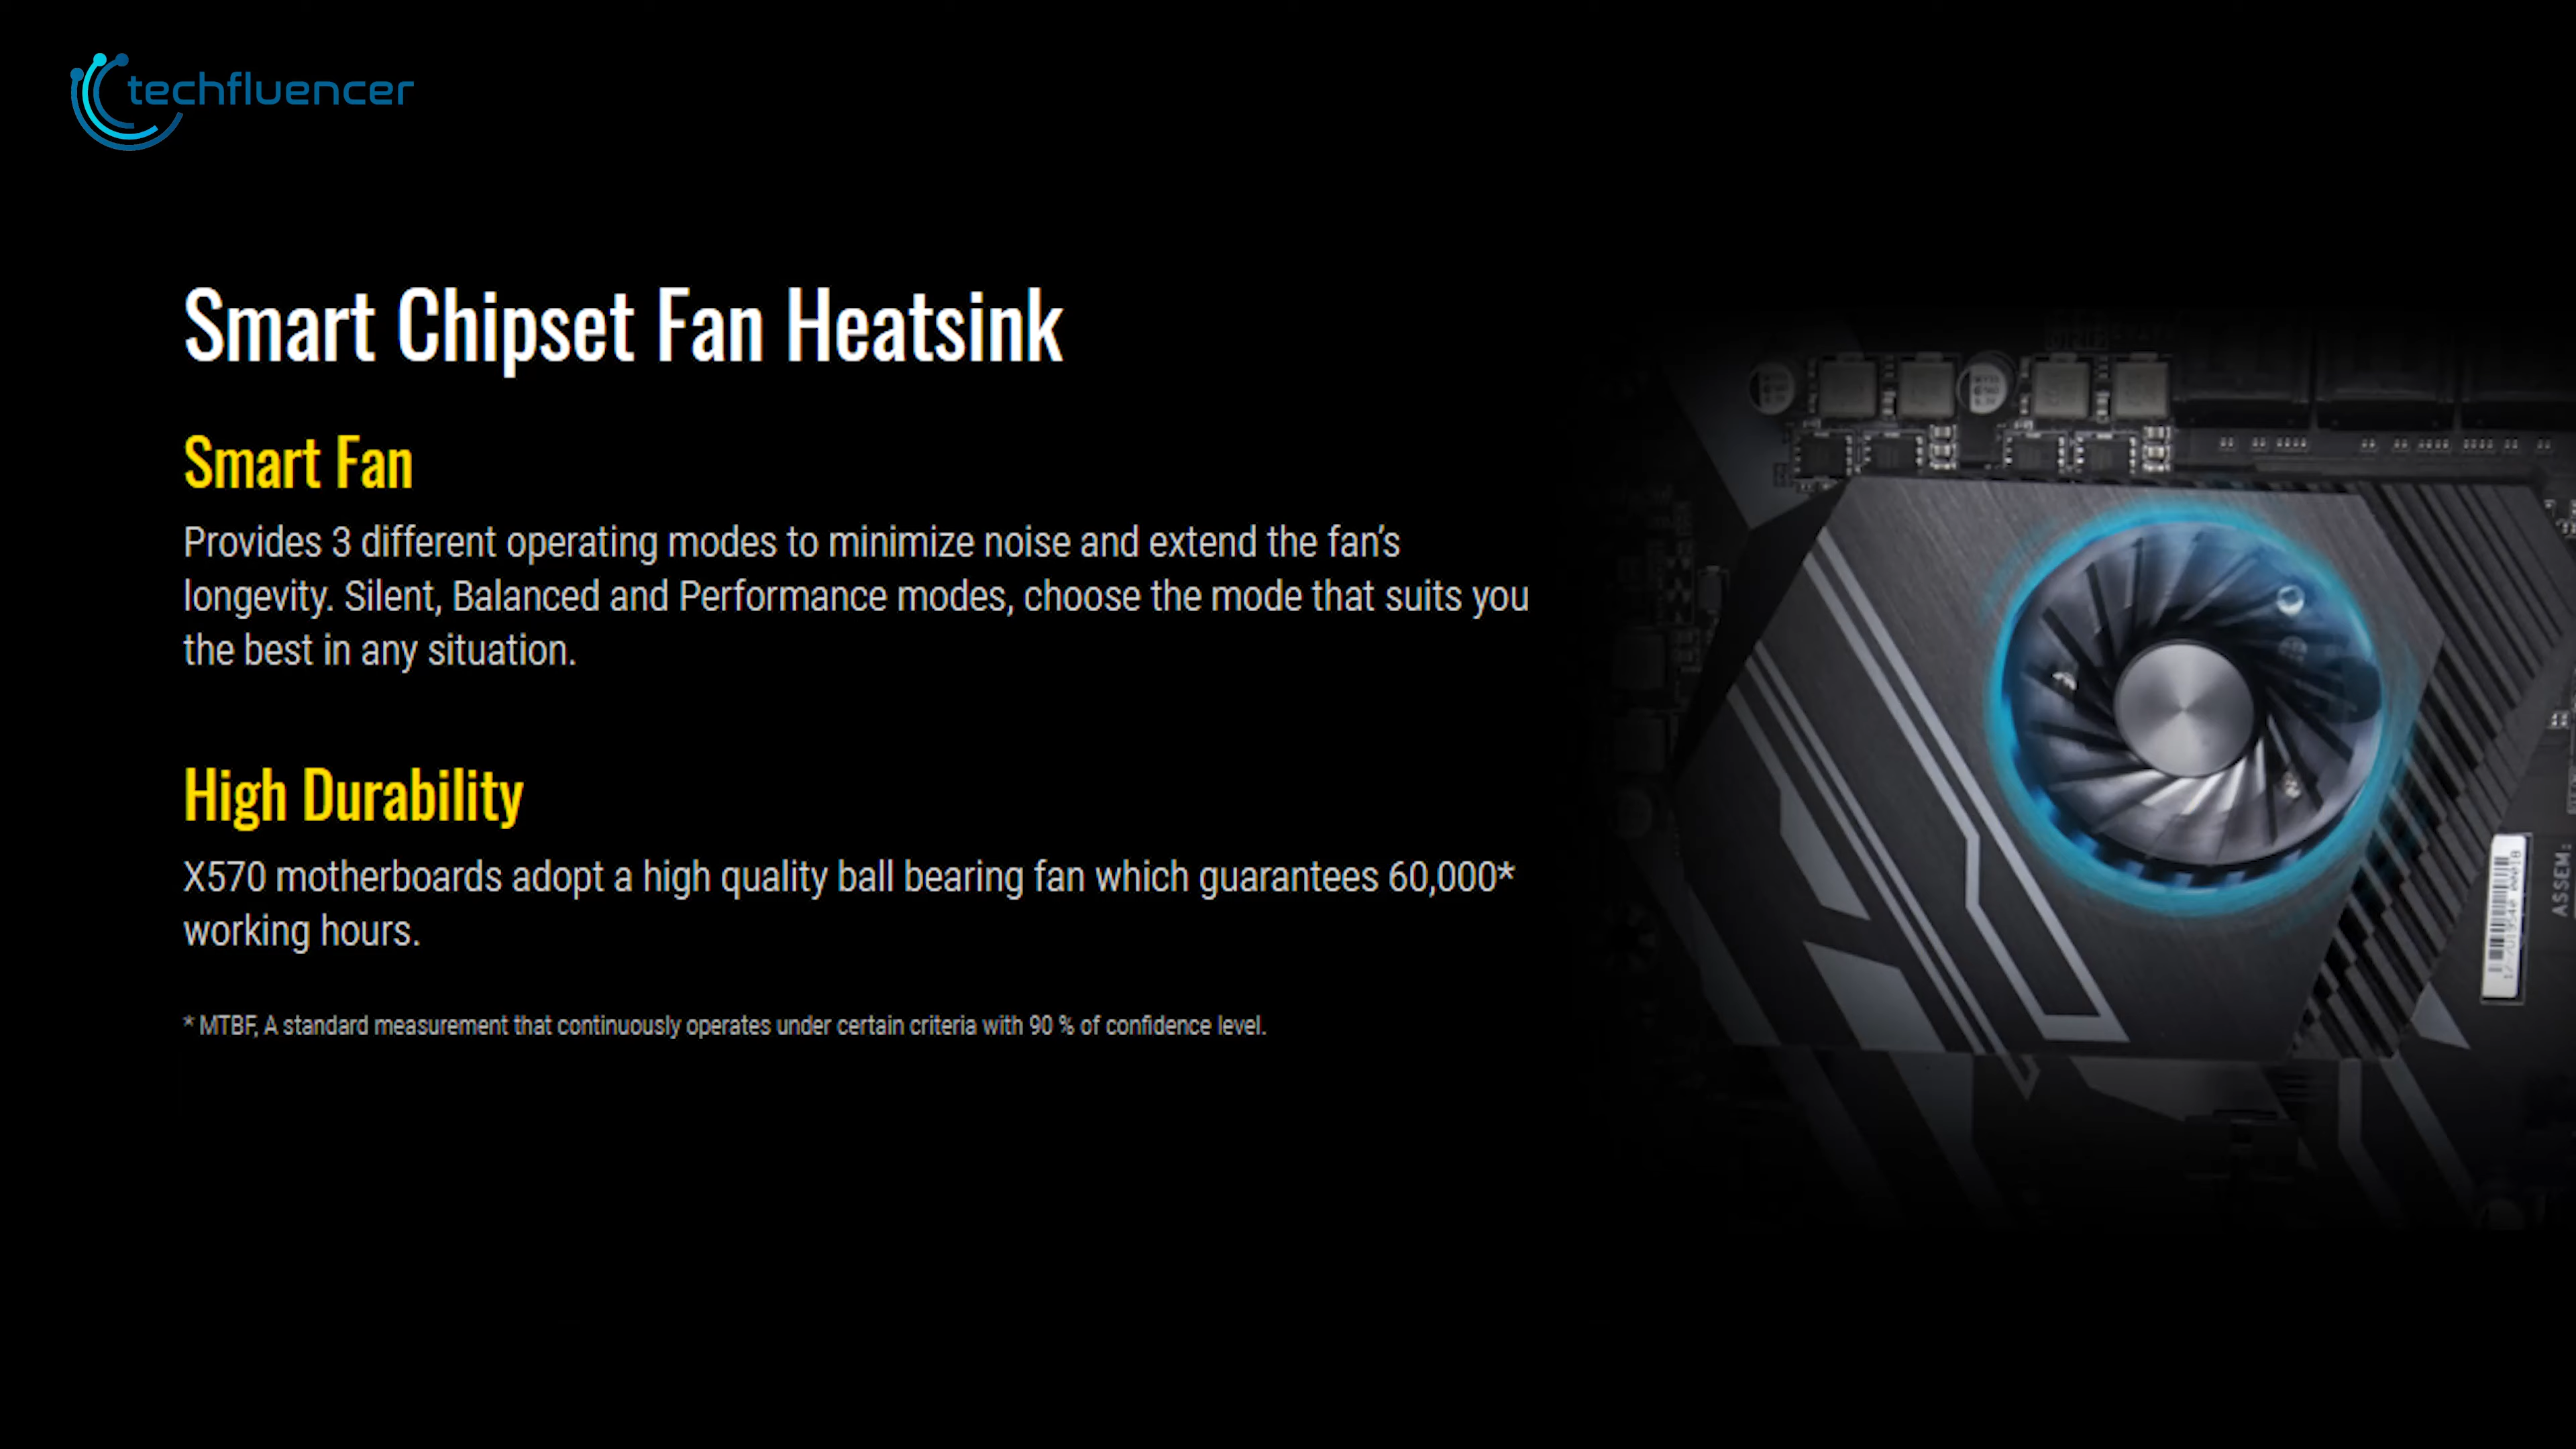 techfluencer
Smart Chipset Fan Heatsink
Smart Fan
Provides 3 different operating modes to minimize noise and extend the fan's
longevity. Silent, Balanced and Performance modes, choose the mode that suits you
the best in any situation.
High Durability
X570 motherboards adopt a high quality ball bearing fan which guarantees 60,000*
working hours.
* MTBF, A standard measurement that continuously operates under certain criteria with 90 % of confidence level.
ASSEM: